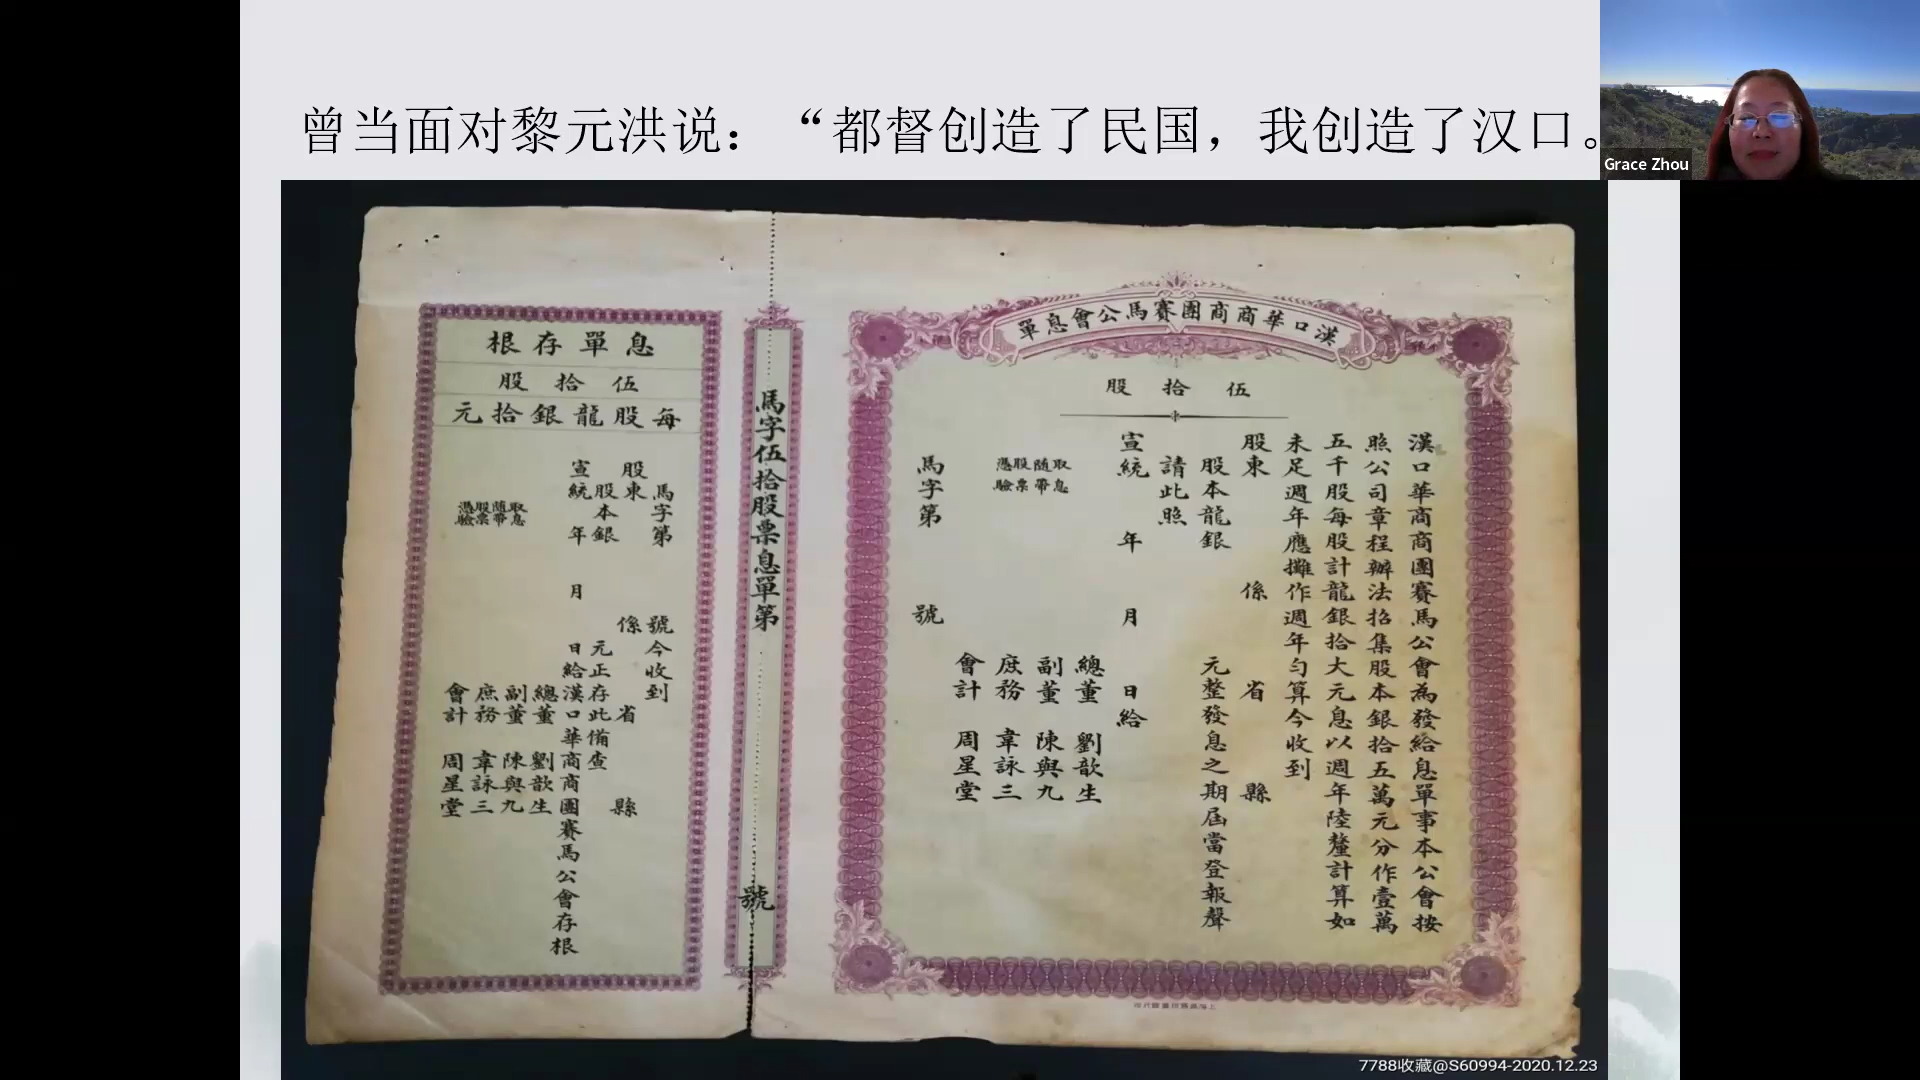 曾当面对黎元洪说：“都督创造了民国，我创造了汉口。
Grace Zhou
漢口華商商團賽馬公會息單
伍拾股
漢口華商商團賽馬公會為發給息單事本公會按
照公司章程辦法招集股本銀拾五萬元分作壹萬
五千股每股計龍銀拾大元息以週年陸釐計算如
未足週年應攤作週年勻算今收到
股東 係 省 縣
股本龍銀 元整發息之期屆當登報聲
請此照
宣統 年 月 日給
總董 劉歆生
副董 陳與九
庶務 韋詠三
會計 周星堂
取息随帶股票憑驗
馬字第 號
馬字伍拾股票息單第 號
息單存根
伍拾股
每股龍銀拾元
馬字第 號今收到
股東 係 省 縣
股本銀 元正存此備查
宣統 年 月 日給漢口華商商團賽馬公會存根
總董 劉歆生
副董 陳與九
庶務 韋詠三
會計 周星堂
取息随帶股票憑驗
7788收藏@S60994-2020.12.23